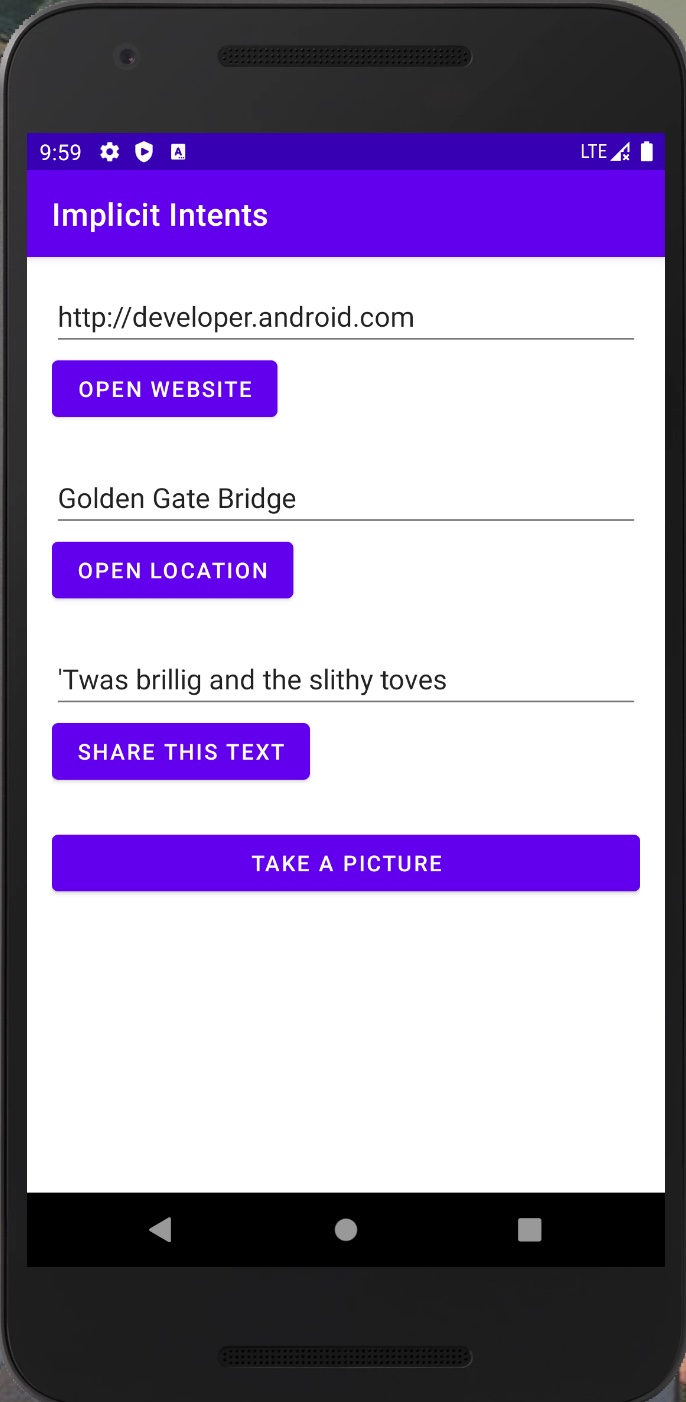 9:59 LTE
Implicit Intents
http://developer.android.com
OPEN WEBSITE
Golden Gate Bridge
OPEN LOCATION
'Twas brillig and the slithy toves
SHARE THIS TEXT
TAKE A PICTURE